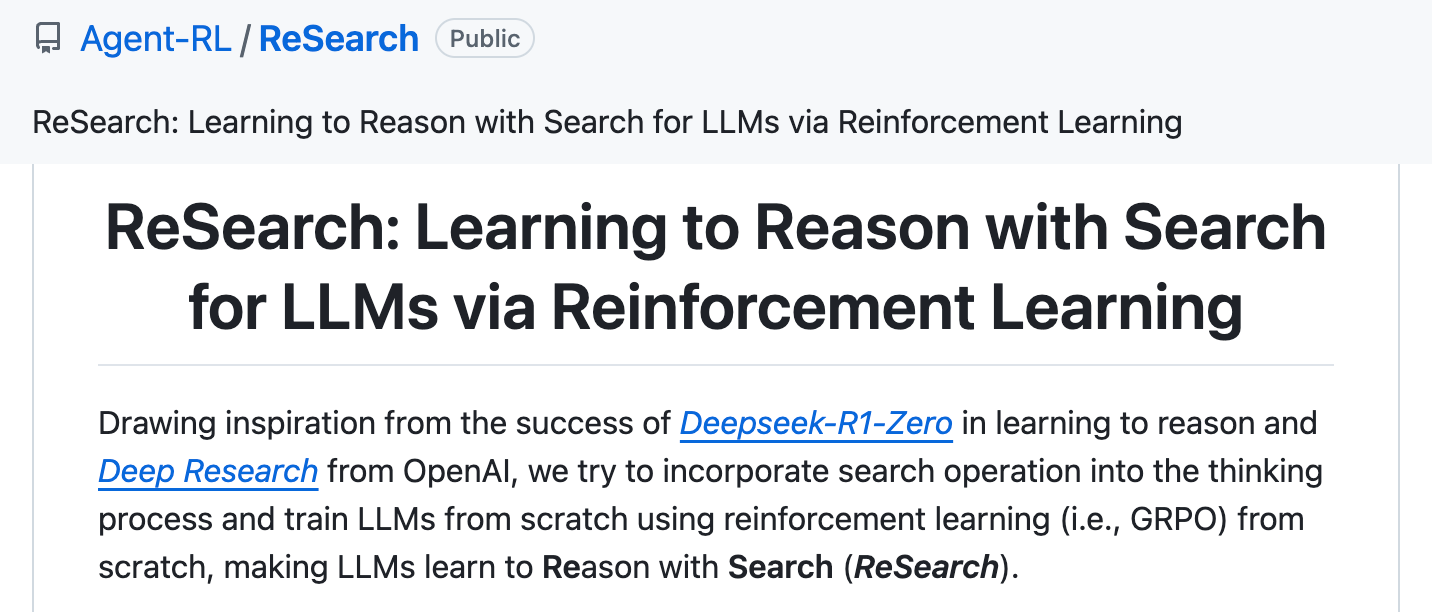 Agent-RL / ReSearch Public
ReSearch: Learning to Reason with Search for LLMs via Reinforcement Learning
ReSearch: Learning to Reason with Search
for LLMs via Reinforcement Learning
Drawing inspiration from the success of Deepseek-R1-Zero in learning to reason and
Deep Research from OpenAI, we try to incorporate search operation into the thinking
process and train LLMs from scratch using reinforcement learning (i.e., GRPO) from
scratch, making LLMs learn to Reason with Search (ReSearch).